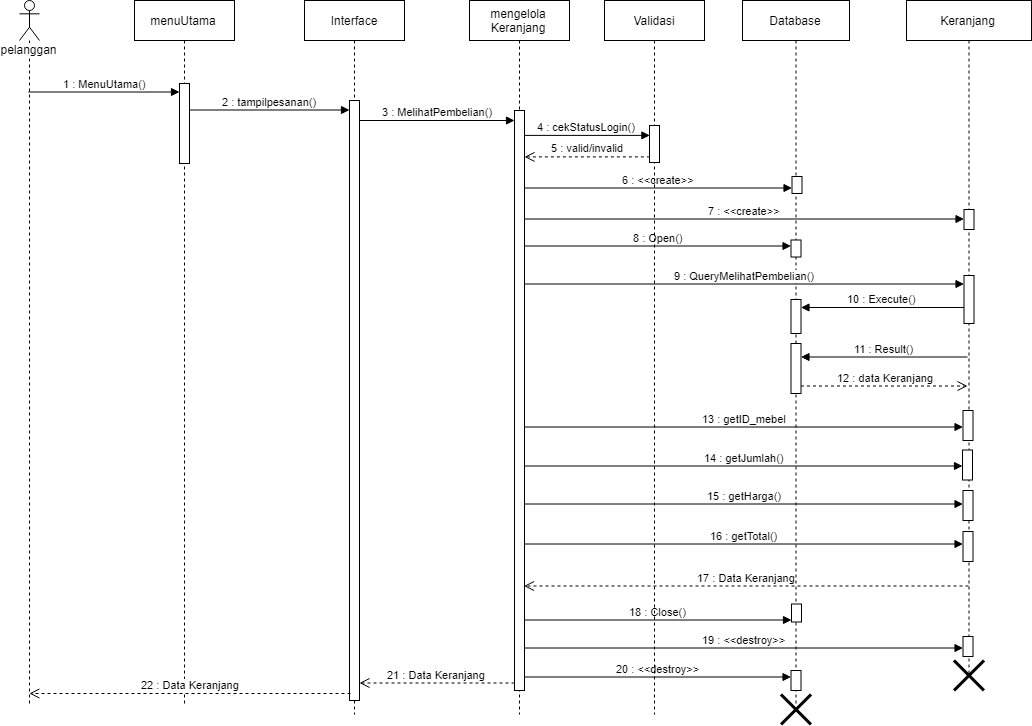 pelanggan
menuUtama
Interface
mengelola
Keranjang
Validasi
Database
Keranjang
1 : MenuUtama()
2 : tampilpesanan()
3 : MelihatPembelian()
4 : cekStatusLogin()
5 : valid/invalid
6 : <<create>>
7 : <<create>>
8 : Open()
9 : QueryMelihatPembelian()
10 : Execute()
11 : Result()
12 : data Keranjang
13 : getID_mebel
14 : getJumlah()
15 : getHarga()
16 : getTotal()
17 : Data Keranjang
18 : Close()
19 : <<destroy>>
20 : <<destroy>>
21 : Data Keranjang
22 : Data Keranjang